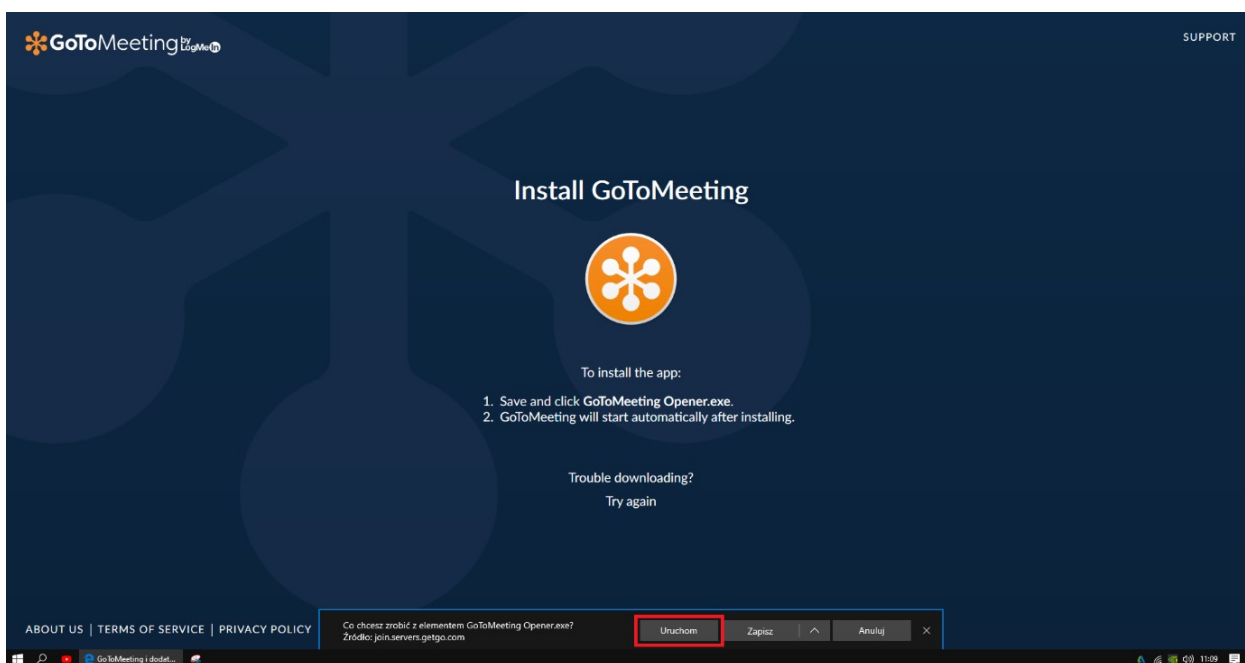 GoToMeeting by LogMeIn
SUPPORT
Install GoToMeeting
To install the app:
1. Save and click GoToMeeting Opener.exe.
2. GoToMeeting will start automatically after installing.
Trouble downloading?
Try again
ABOUT US | TERMS OF SERVICE | PRIVACY POLICY
Co chcesz zrobić z elementem GoToMeeting Opener.exe?
Źródło: join.servers.getgo.com
Uruchom
Zapisz
Anuluj
GoToMeeting i dodat...
11:09